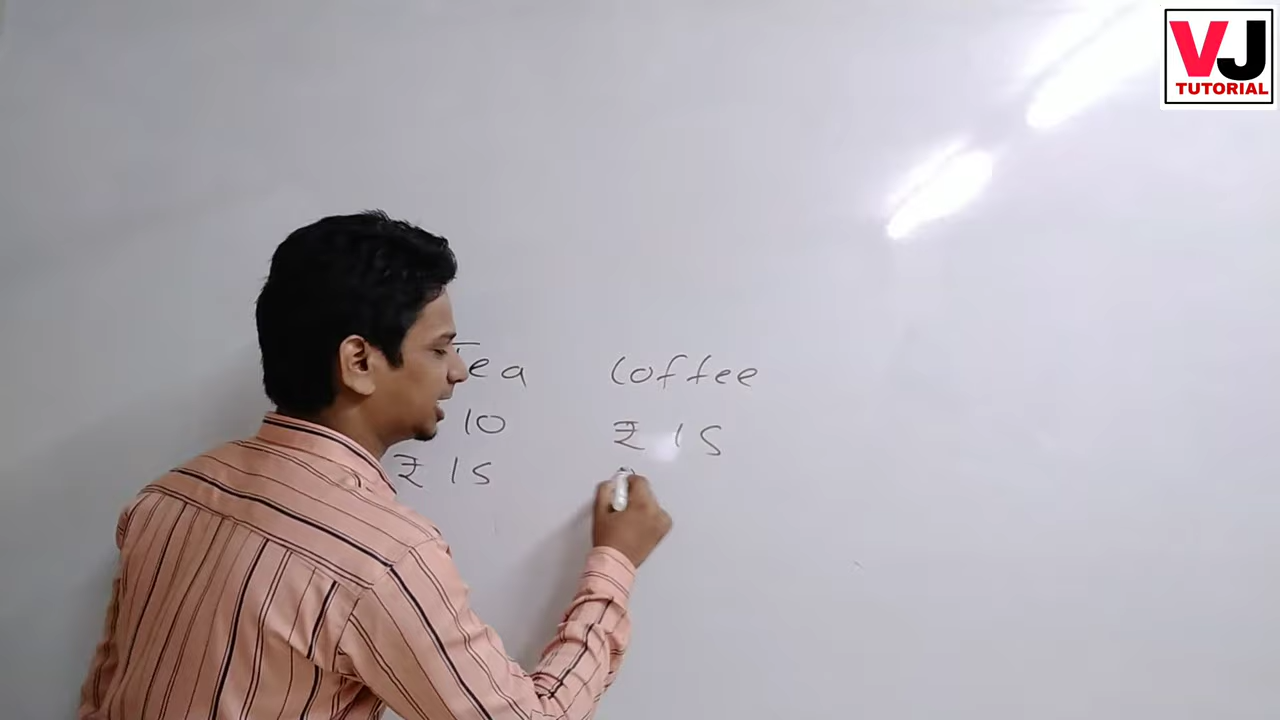 VJ
TUTORIAL
Tea coffee
10 ₹ 15
₹ 15